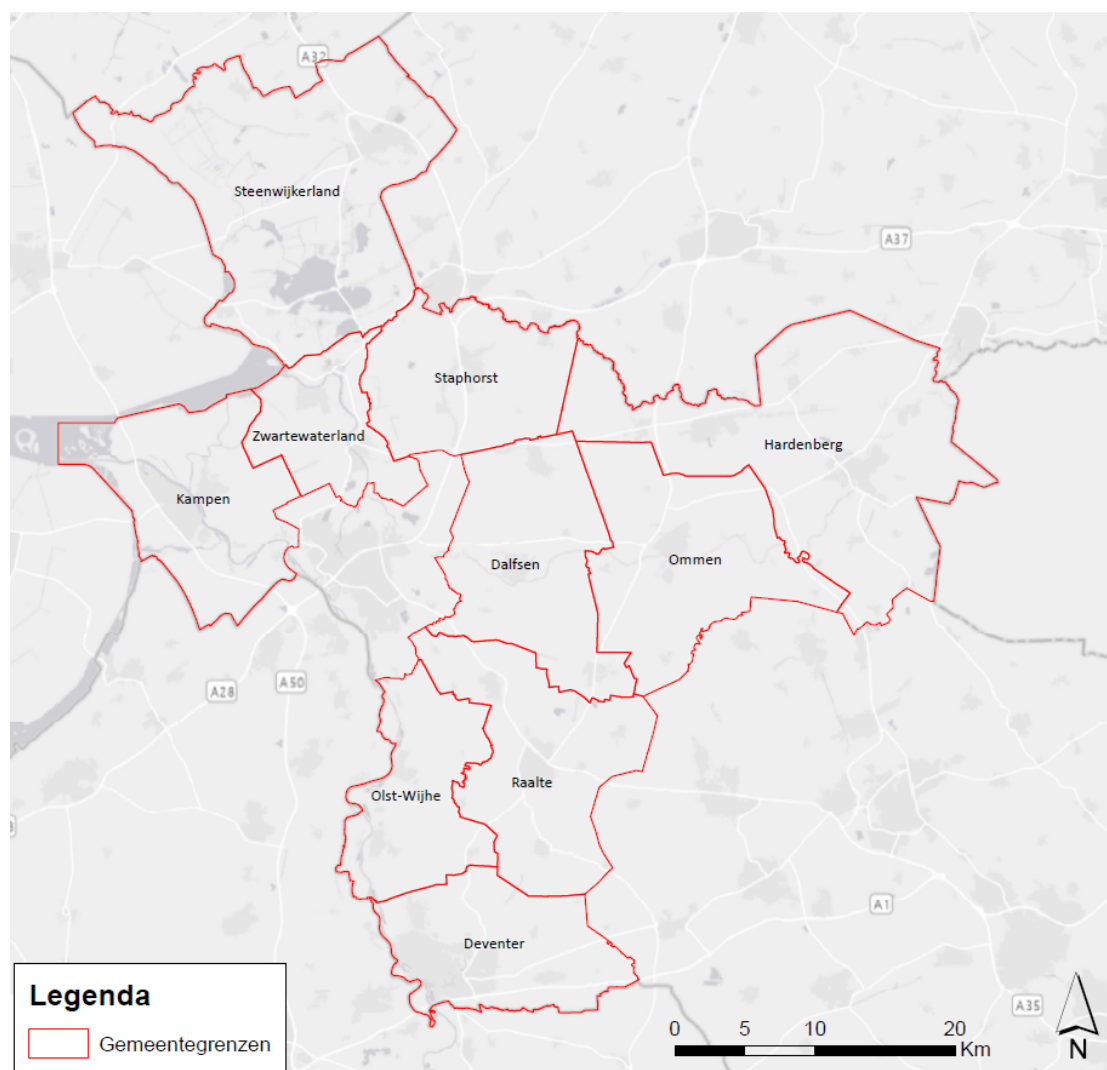 A32
Steenwijkerland
A37
Staphorst
Zwartewaterland
Hardenberg
Kampen
Dalfsen
Ommen
A28
A50
Raalte
Olst-Wijhe
A1
Deventer
Legenda
Gemeentegrenzen
A35
0 5 10 20
Km
N